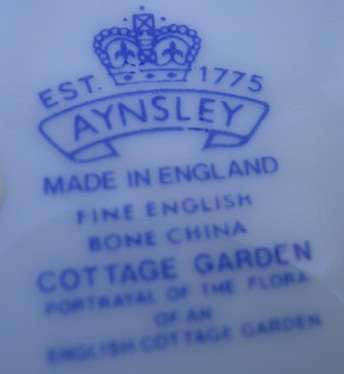 EST. 1775
AYNSLEY
MADE IN ENGLAND
FINE ENGLISH
BONE CHINA
COTTAGE GARDEN
PORTRAYAL OF THE FLORA
OF AN
ENGLISH COTTAGE GARDEN